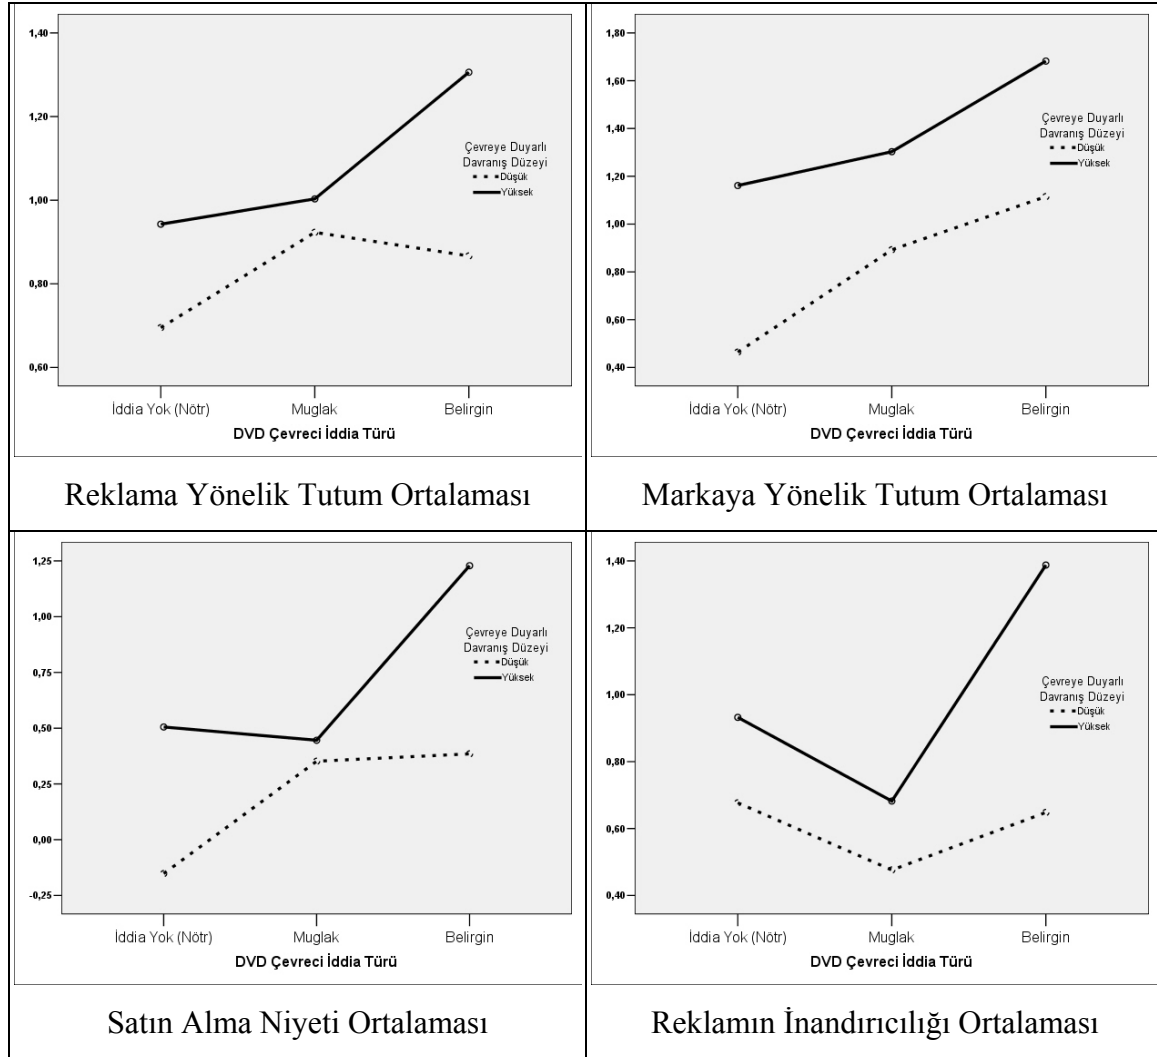 1,40
1,20
1,00
0,80
0,60
Çevreye Duyarlı
Davranış Düzeyi
Düşük
Yüksek
İddia Yok (Nötr)
Muglak
Belirgin
DVD Çevreci İddia Türü
Reklama Yönelik Tutum Ortalaması
1,80
1,60
1,40
1,20
1,00
0,80
0,60
0,40
Çevreye Duyarlı
Davranış Düzeyi
Düşük
Yüksek
İddia Yok (Nötr)
Muglak
Belirgin
DVD Çevreci İddia Türü
Markaya Yönelik Tutum Ortalaması
1,25
1,00
0,75
0,50
0,25
0,00
-0,25
Çevreye Duyarlı
Davranış Düzeyi
Düşük
Yüksek
İddia Yok (Nötr)
Muglak
Belirgin
DVD Çevreci İddia Türü
Satın Alma Niyeti Ortalaması
1,40
1,20
1,00
0,80
0,60
0,40
Çevreye Duyarlı
Davranış Düzeyi
Düşük
Yüksek
İddia Yok (Nötr)
Muglak
Belirgin
DVD Çevreci İddia Türü
Reklamın İnandırıcılığı Ortalaması